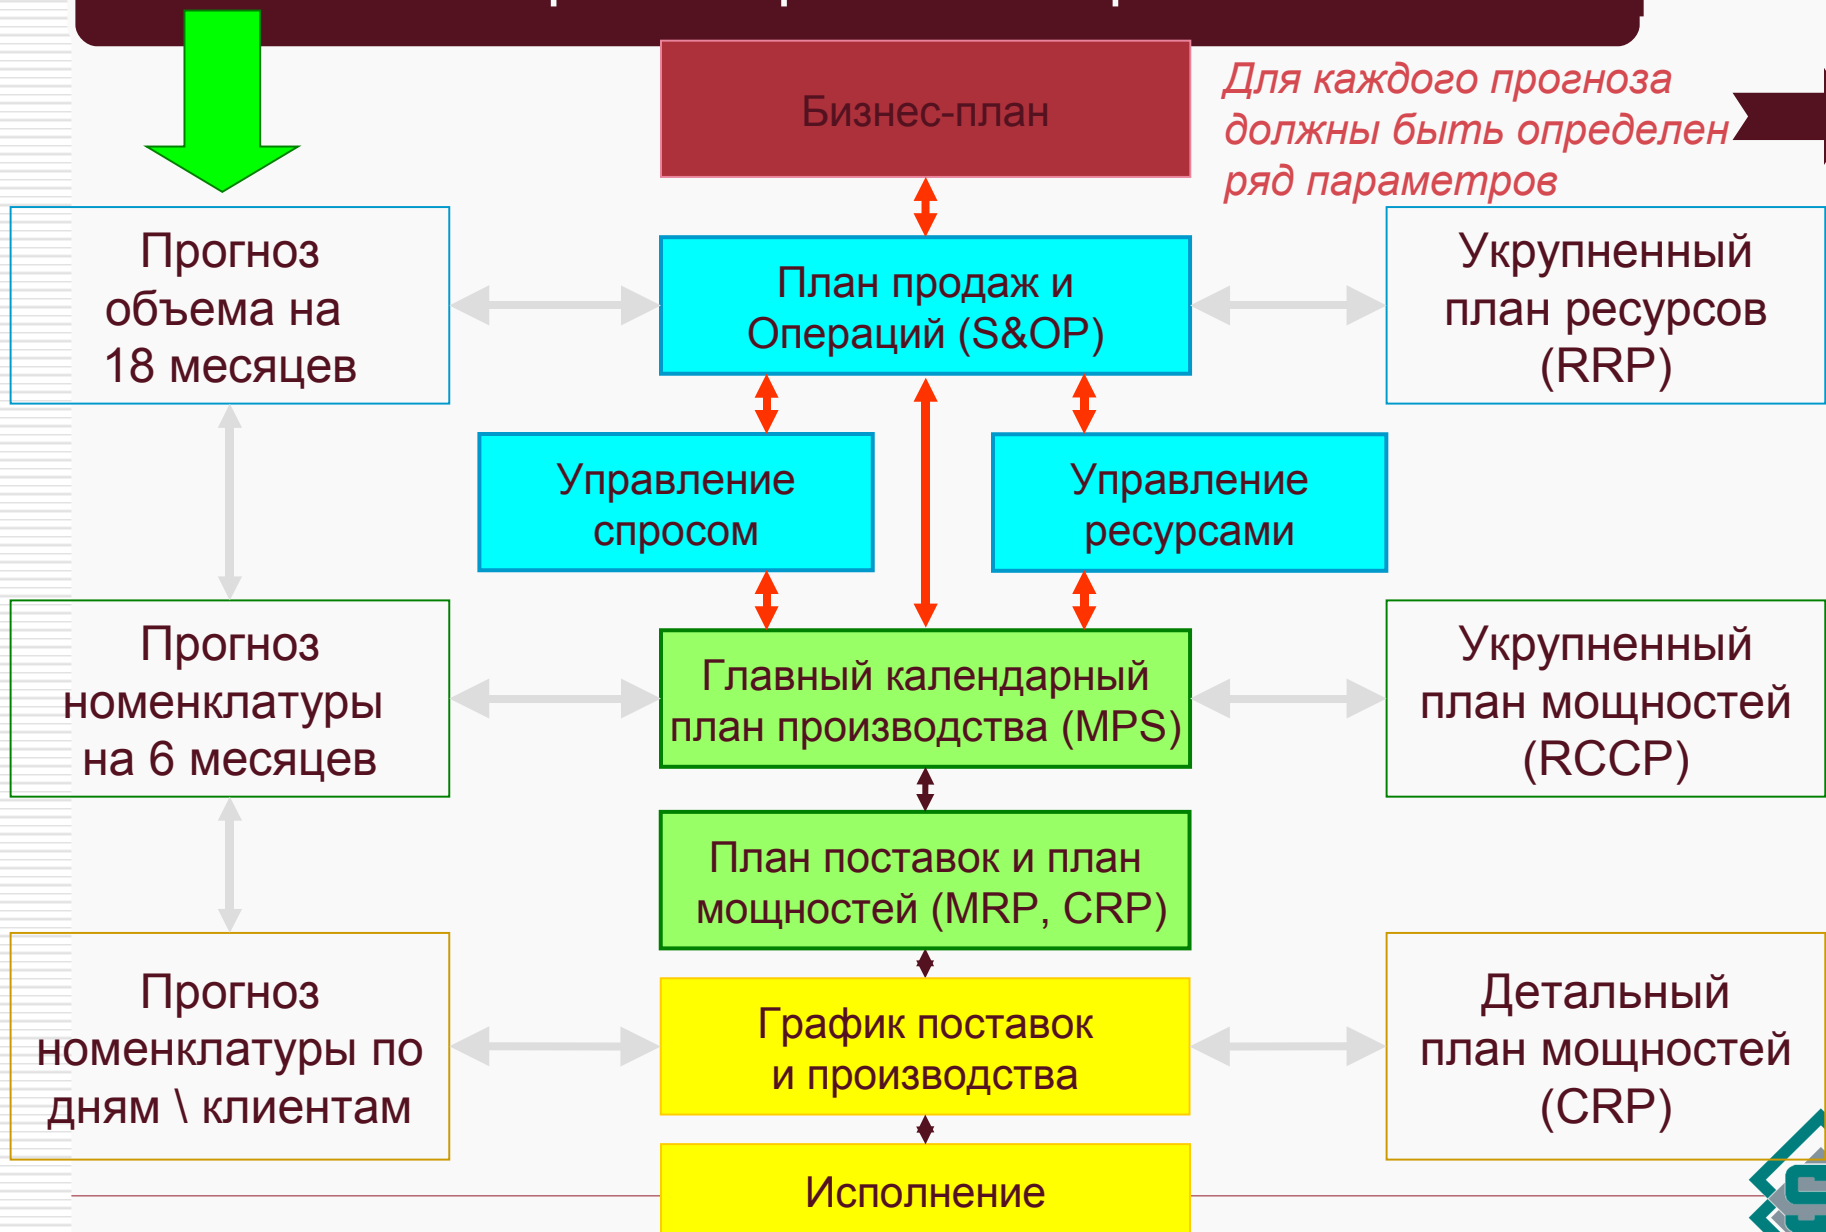 Бизнес-план
Для каждого прогноза
должны быть определен
ряд параметров
Прогноз
объема на
18 месяцев
План продаж и
Операций (S&OP)
Укрупненный
план ресурсов
(RRP)
Управление
спросом
Управление
ресурсами
Прогноз
номенклатуры
на 6 месяцев
Главный календарный
план производства (MPS)
Укрупненный
план мощностей
(RCCP)
План поставок и план
мощностей (MRP, CRP)
Прогноз
номенклатуры по
дням \ клиентам
График поставок
и производства
Детальный
план мощностей
(CRP)
Исполнение